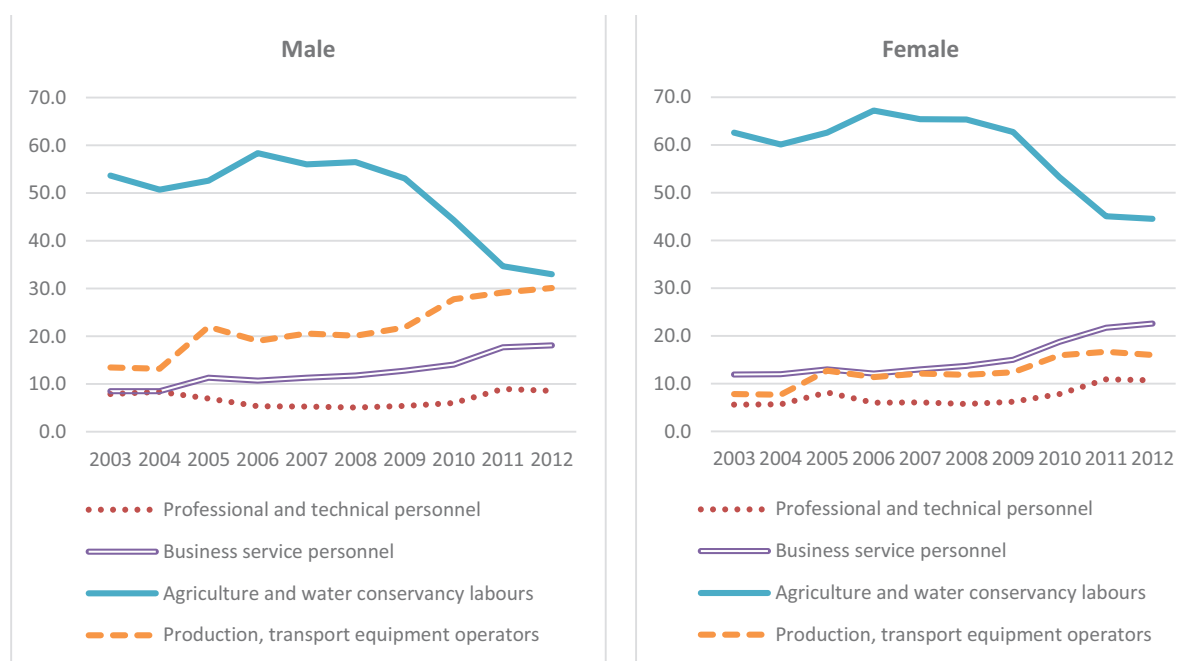 Male
70.0
60.0
50.0
40.0
30.0
20.0
10.0
0.0
2003 2004 2005 2006 2007 2008 2009 2010 2011 2012
Professional and technical personnel
Business service personnel
Agriculture and water conservancy labours
Production, transport equipment operators
Female
70.0
60.0
50.0
40.0
30.0
20.0
10.0
0.0
2003 2004 2005 2006 2007 2008 2009 2010 2011 2012
Professional and technical personnel
Business service personnel
Agriculture and water conservancy labours
Production, transport equipment operators